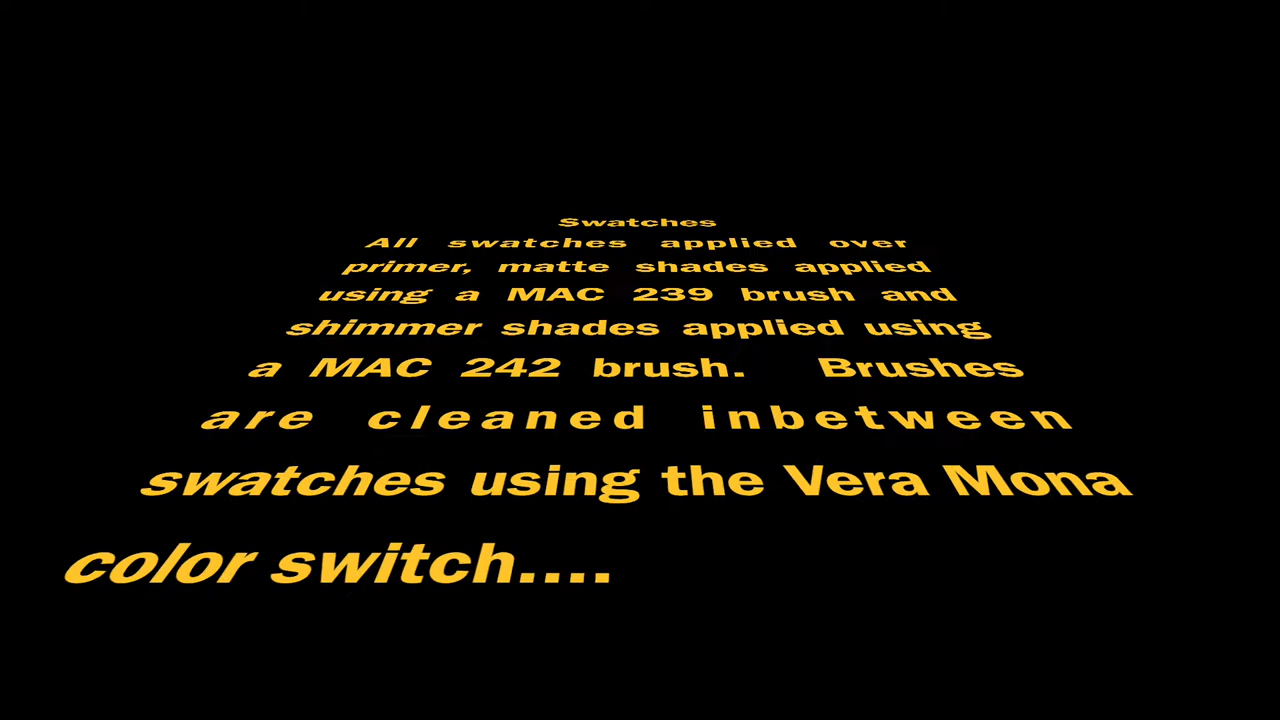 Swatches
All swatches applied over
primer, matte shades applied
using a MAC 239 brush and
shimmer shades applied using
a MAC 242 brush. Brushes
are cleaned inbetween
swatches using the Vera Mona
color switch....